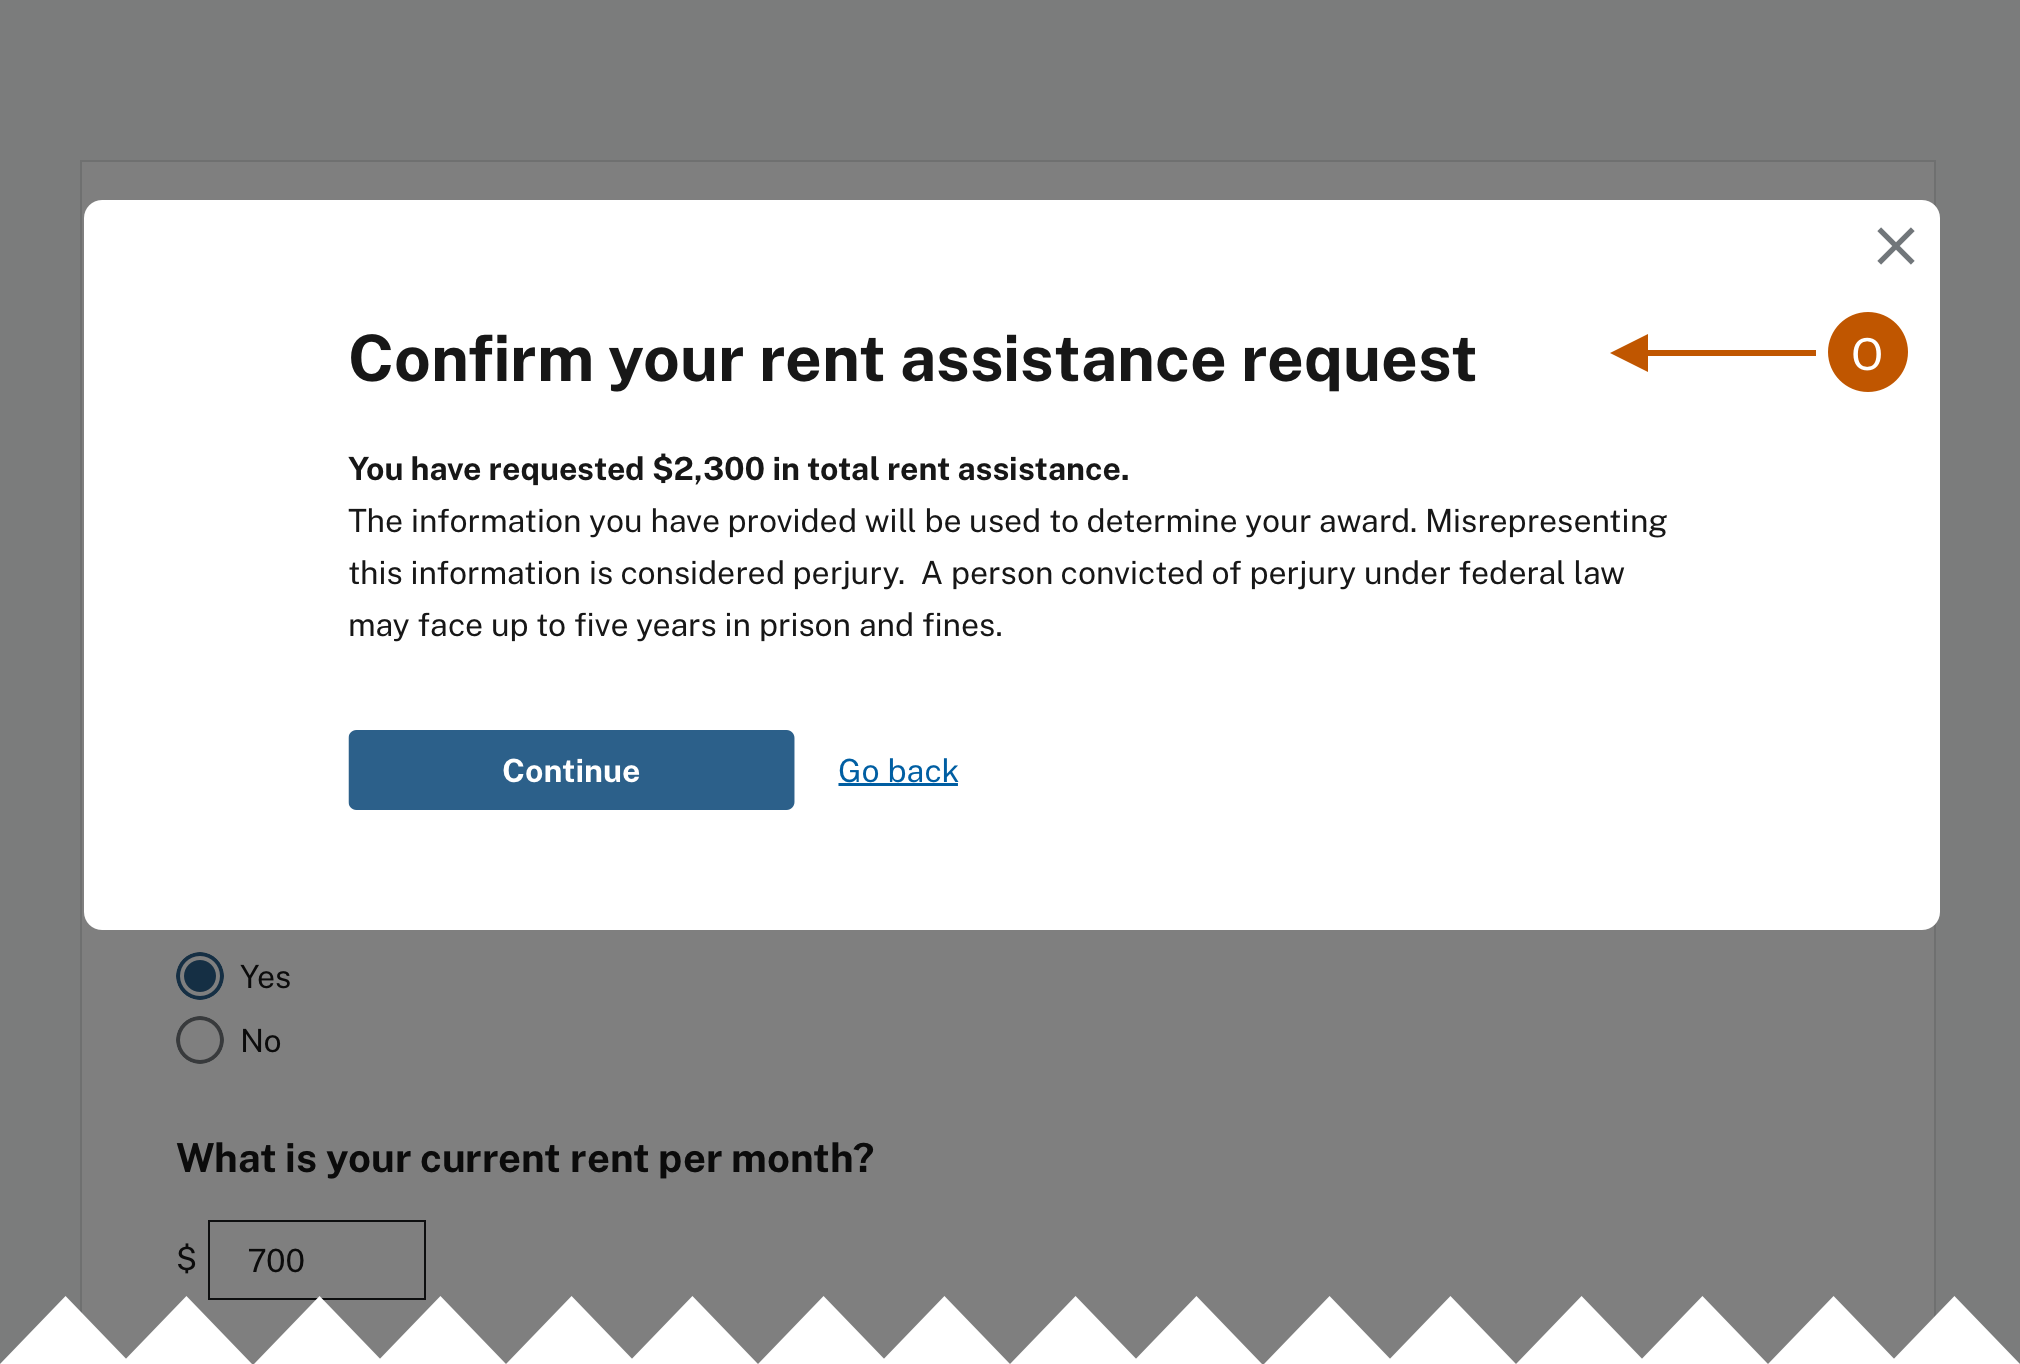 Confirm your rent assistance request
O
You have requested $2,300 in total rent assistance.
The information you have provided will be used to determine your award. Misrepresenting
this information is considered perjury.  A person convicted of perjury under federal law
may face up to five years in prison and fines.
Continue
Go back
Yes
No
What is your current rent per month?
$ 700